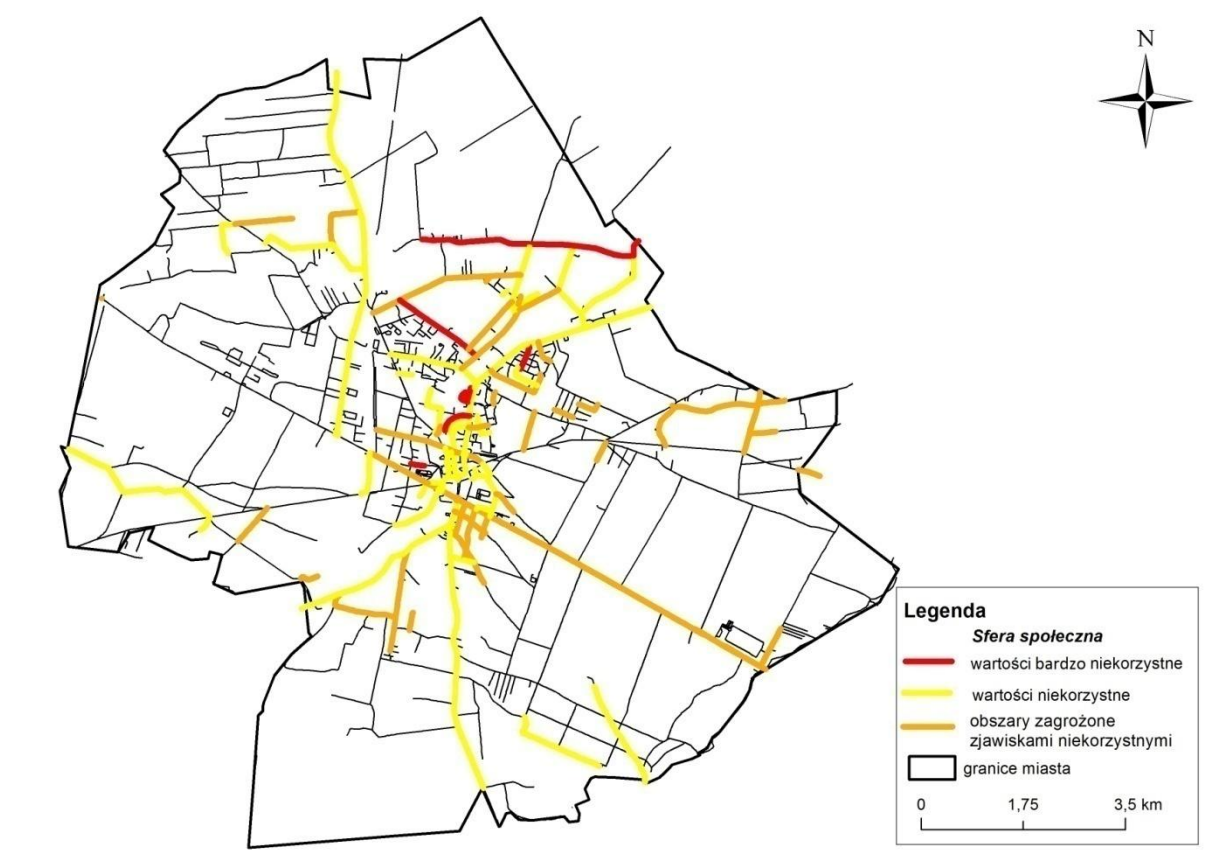 N
Legenda
Sfera społeczna
wartości bardzo niekorzystne
wartości niekorzystne
obszary zagrożone
zjawiskami niekorzystnymi
granice miasta
0 1,75 3,5 km